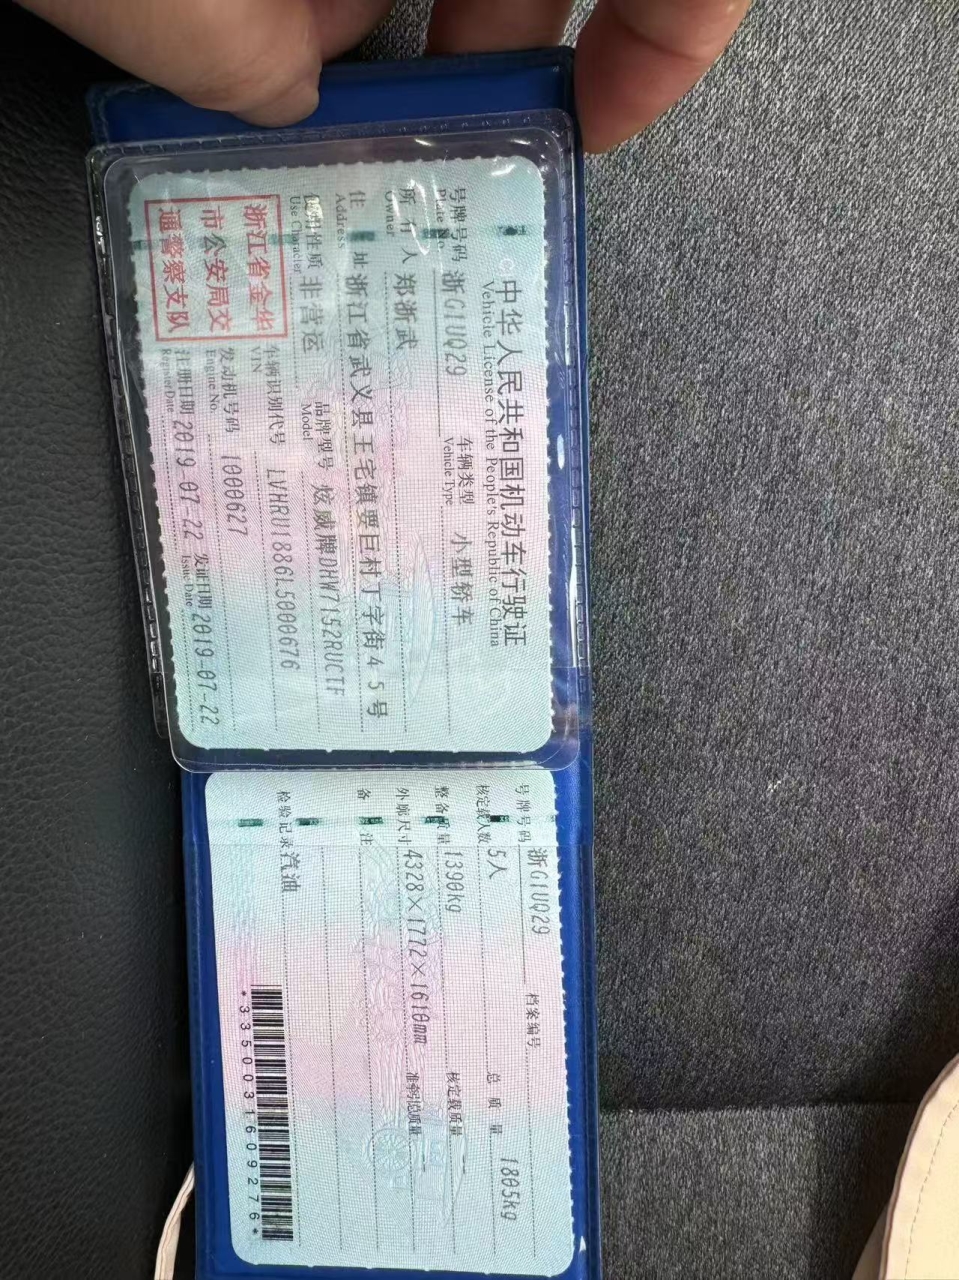 中华人民共和国机动车行驶证
Vehicle License of the People's Republic of China
号牌号码 浙G1UQ29 车辆类型 小型轿车
Plate No. Vehicle Type
所有人 郑浙武
Owner
住址 浙江省武义县王宅镇要巨村丁字街45号
Address
使用性质 非营运 品牌型号 炫威牌DHW7152RUCTF
Use Character Model
浙江省金华
市公安局交
通警察支队
车辆识别代号 LVHRU1886L5000676
VIN
发动机号码 1000627
Engine No.
注册日期 2019-07-22 发证日期 2019-07-22
Register Date Issue Date
号牌号码 浙G1UQ29 档案编号
核定载人数 5人 总质量 1805kg
整备质量 1390kg 核定载质量
外廓尺寸 4328×1772×1610mm 准牵引总质量
备注
检验记录 汽油
*3350031609276*